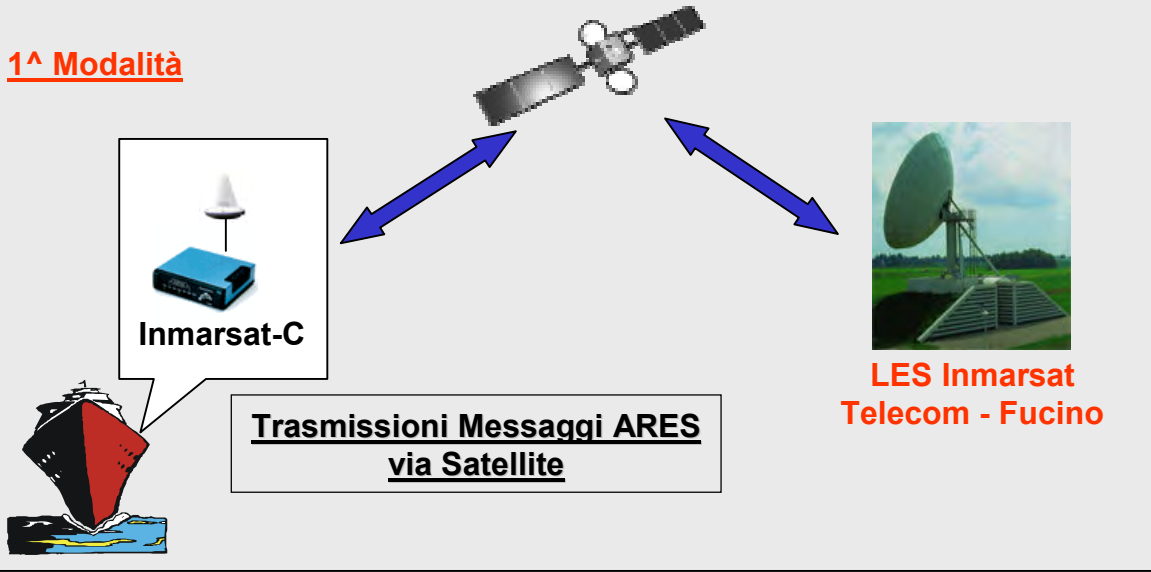 1^ Modalità
Inmarsat-C
LES Inmarsat
Telecom - Fucino
Trasmissioni Messaggi ARES
via Satellite